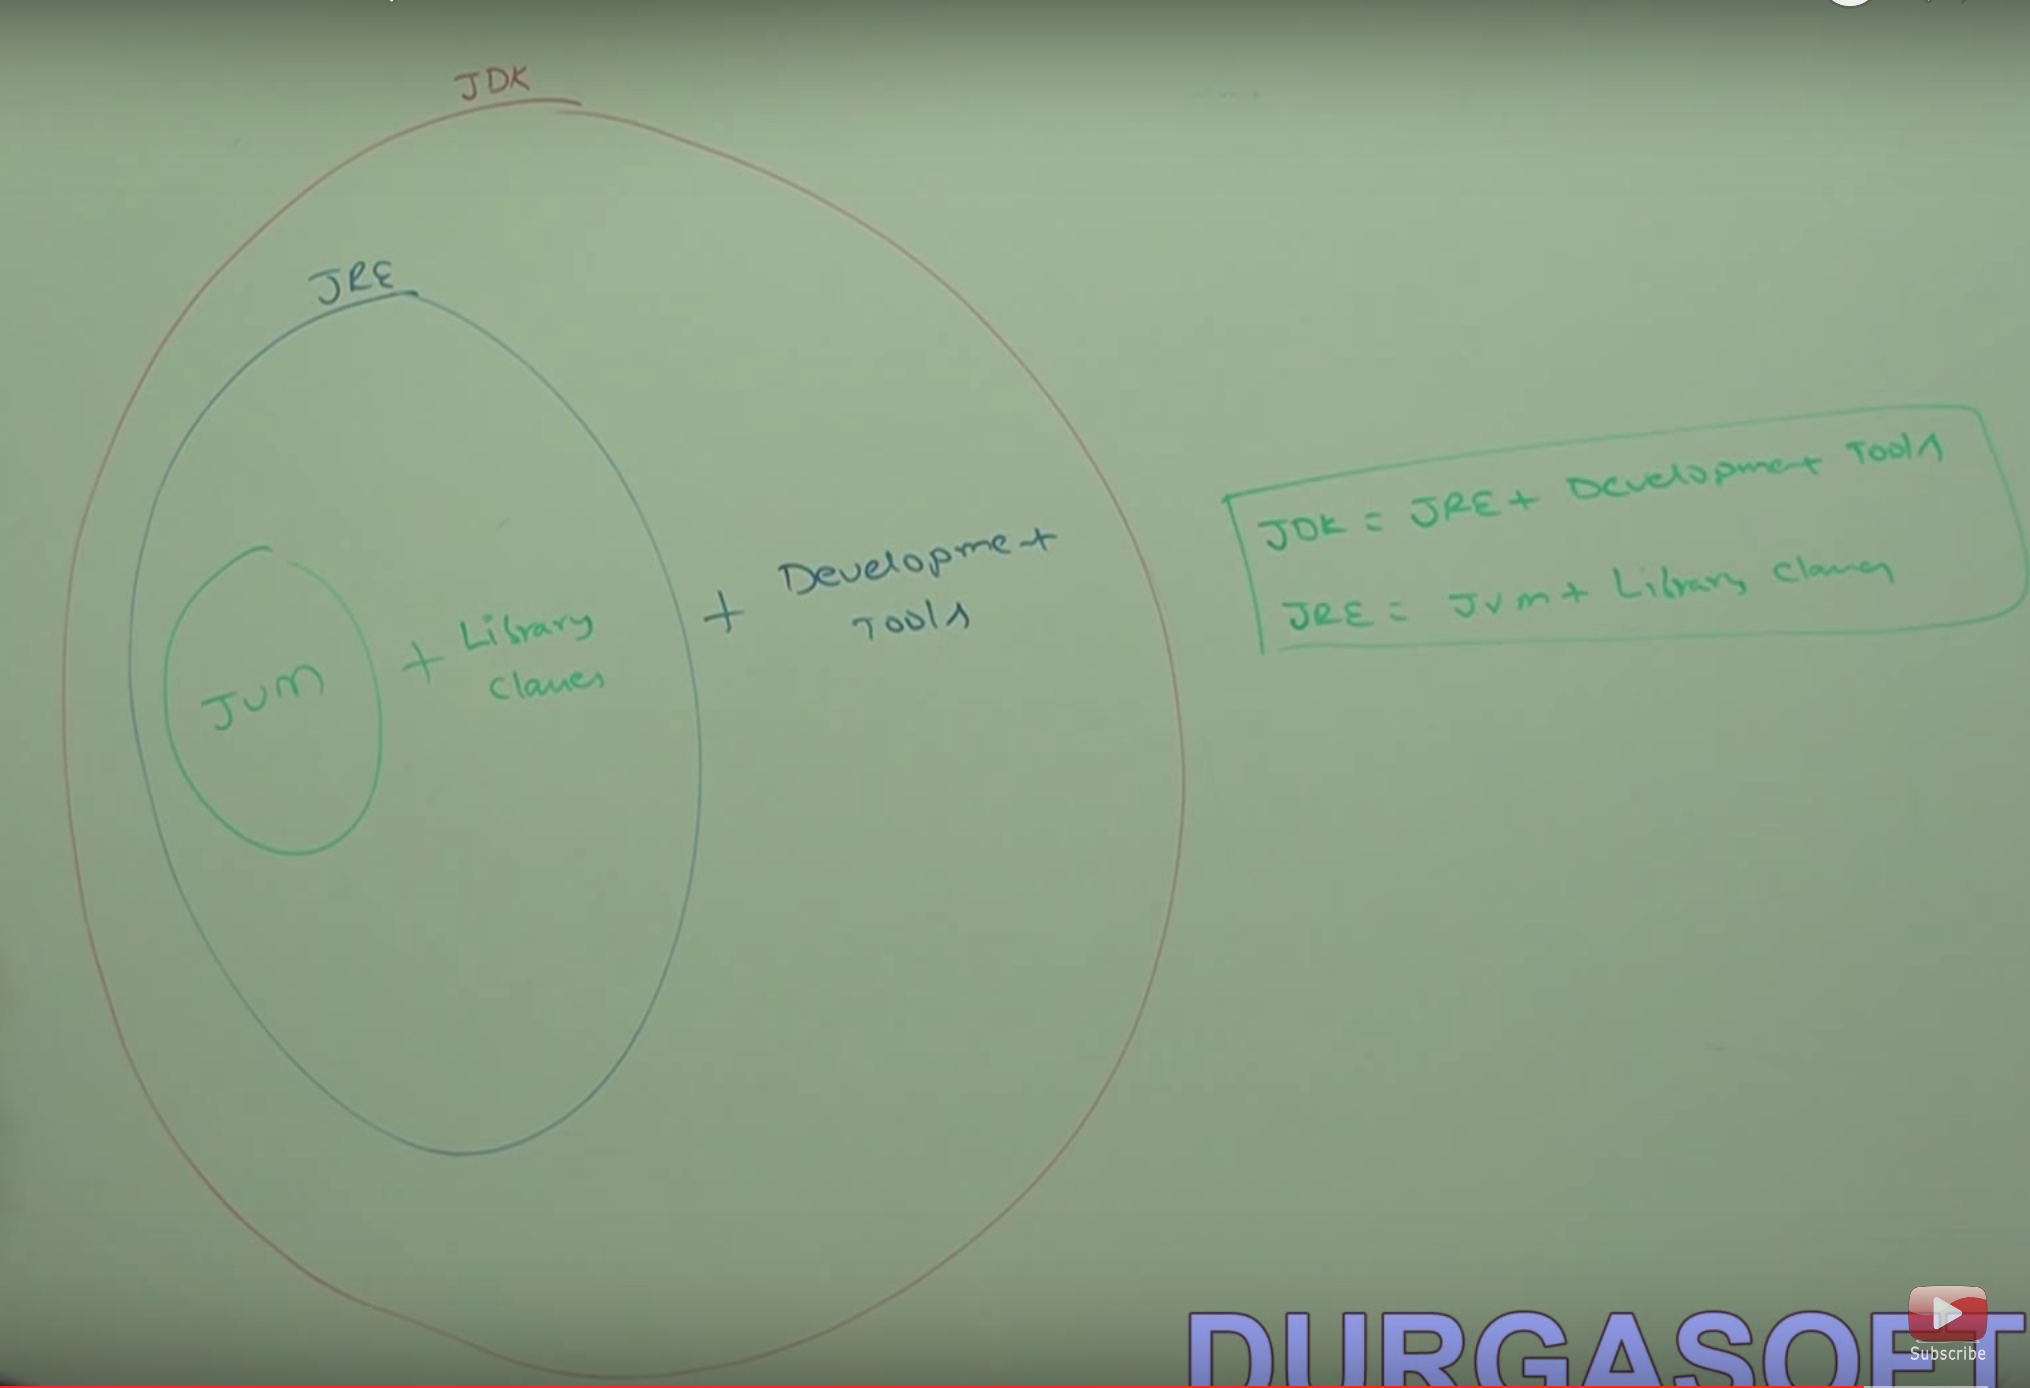 JDK
JRE
JVM
+ Library
classes
+ Development
Tools
JDK = JRE + Development Tools
JRE = JVM + Library classes
DURGASOFT
Subscribe